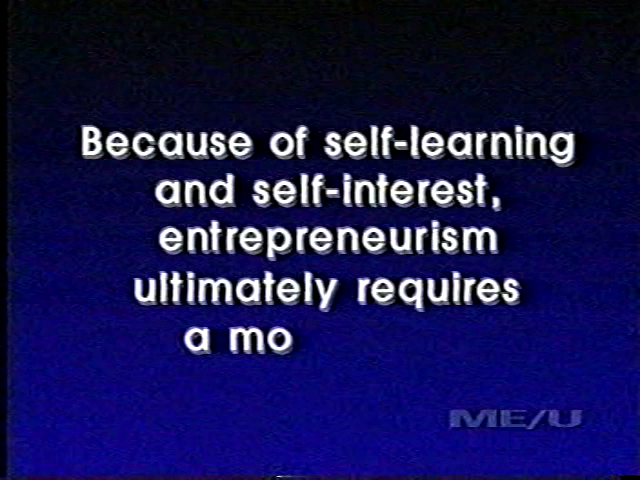 Because of self-learning
and self-interest,
entrepreneurism
ultimately requires
a mo
ME/U